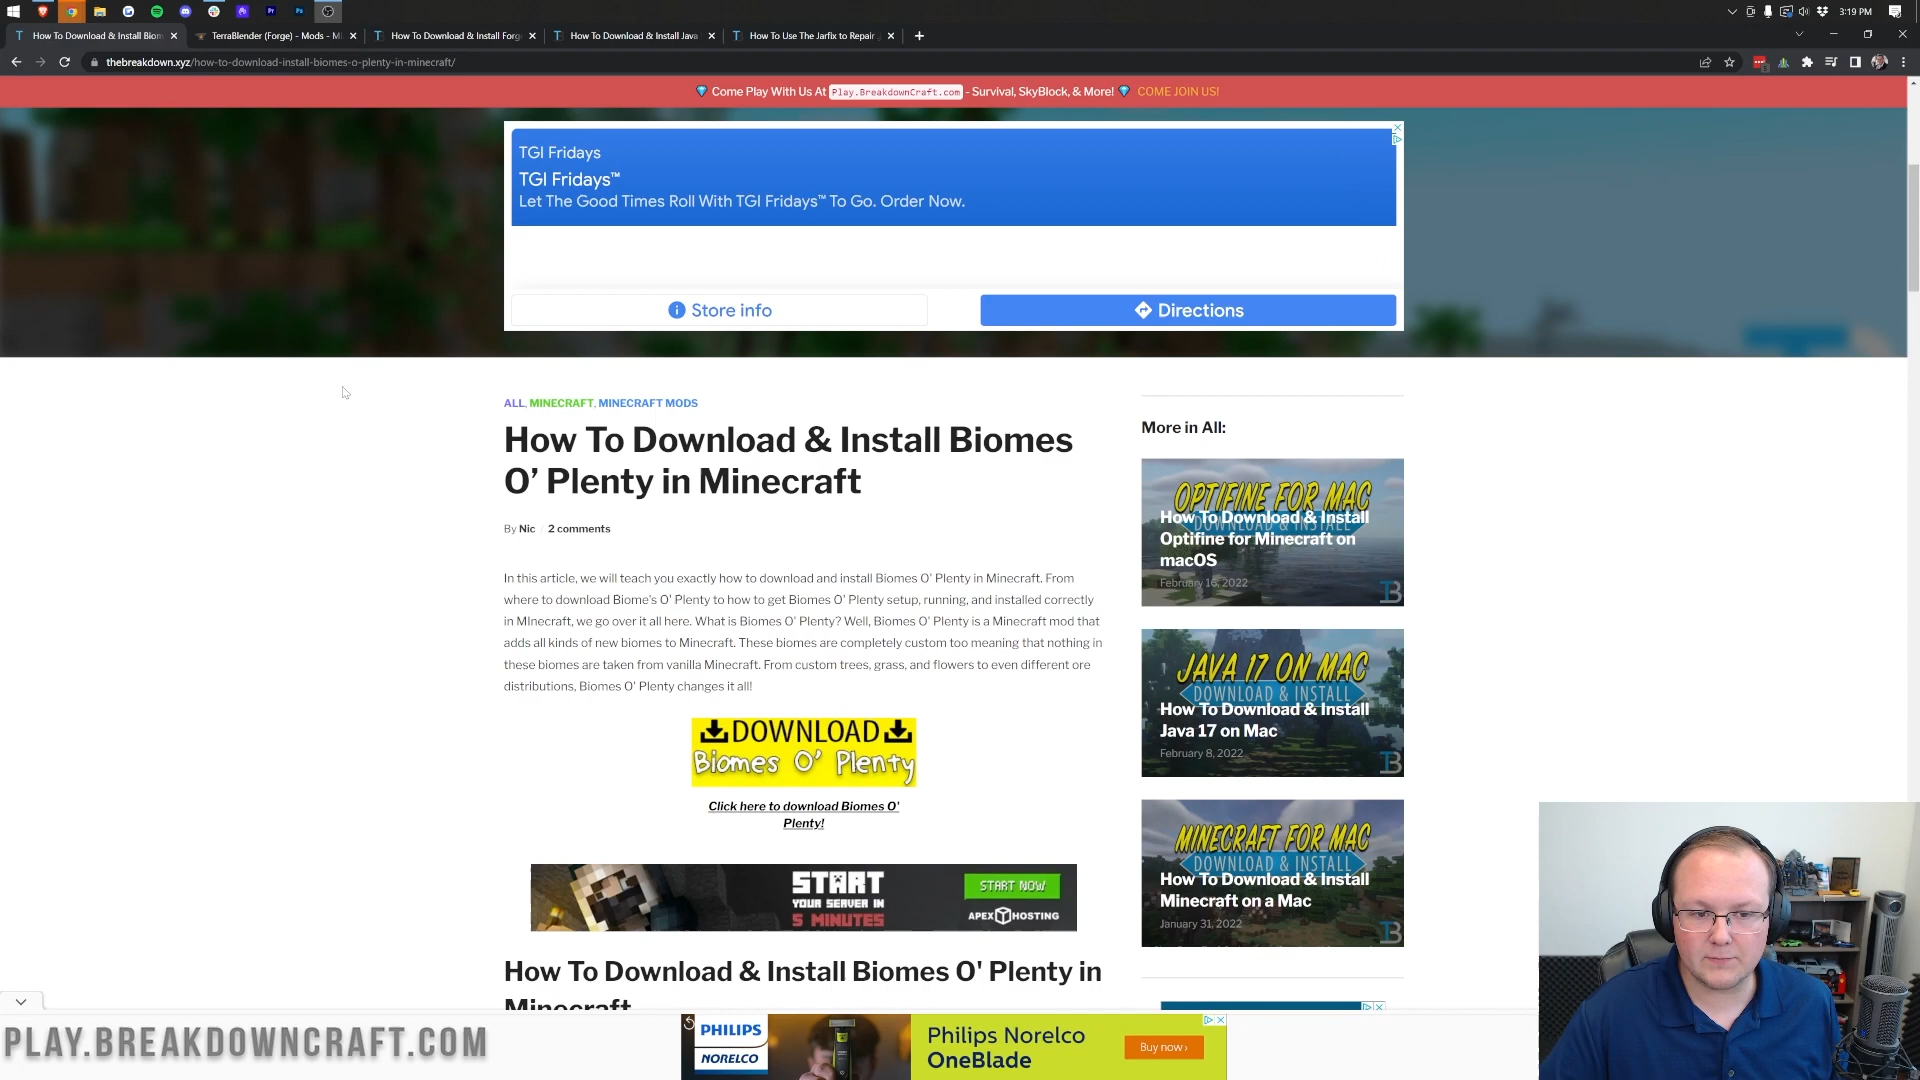 3:19 PM
How To Download & Install Biom
TerraBlender (Forge) - Mods - Mi
How To Download & Install Forg
How To Download & Install Java
How To Use The Jarfix to Repair
thebreakdown.xyz/how-to-download-install-biomes-o-plenty-in-minecraft/
Come Play With Us At Play.BreakdownCraft.com - Survival, SkyBlock, & More! COME JOIN US!
TGI Fridays
TGI Fridays™
Let The Good Times Roll With TGI Fridays™ To Go. Order Now.
Store info
Directions
ALL, MINECRAFT, MINECRAFT MODS
How To Download & Install Biomes
O’ Plenty in Minecraft
By Nic / 2 comments
In this article, we will teach you exactly how to download and install Biomes O' Plenty in Minecraft. From
where to download Biome's O' Plenty to how to get Biomes O' Plenty setup, running, and installed correctly
in MInecraft, we go over it all here. What is Biomes O' Plenty? Well, Biomes O' Plenty is a Minecraft mod that
adds all kinds of new biomes to Minecraft. These biomes are completely custom too meaning that nothing in
these biomes are taken from vanilla Minecraft. From custom trees, grass, and flowers to even different ore
distributions, Biomes O' Plenty changes it all!
DOWNLOAD
Biomes O' Plenty
Click here to download Biomes O'
Plenty!
START
YOUR SERVER IN
5 MINUTES
START NOW
APEX HOSTING
How To Download & Install Biomes O' Plenty in
Minecraft
More in All:
OPTIFINE FOR MAC
DOWNLOAD & INSTALL
How To Download & Install
Optifine for Minecraft on
macOS
February 16, 2022
JAVA 17 ON MAC
DOWNLOAD & INSTALL
How To Download & Install
Java 17 on Mac
February 8, 2022
MINECRAFT FOR MAC
DOWNLOAD & INSTALL
How To Download & Install
Minecraft on a Mac
January 31, 2022
PLAY.BREAKDOWNCRAFT.COM
PHILIPS
NORELCO
Philips Norelco
OneBlade
Buy now ›